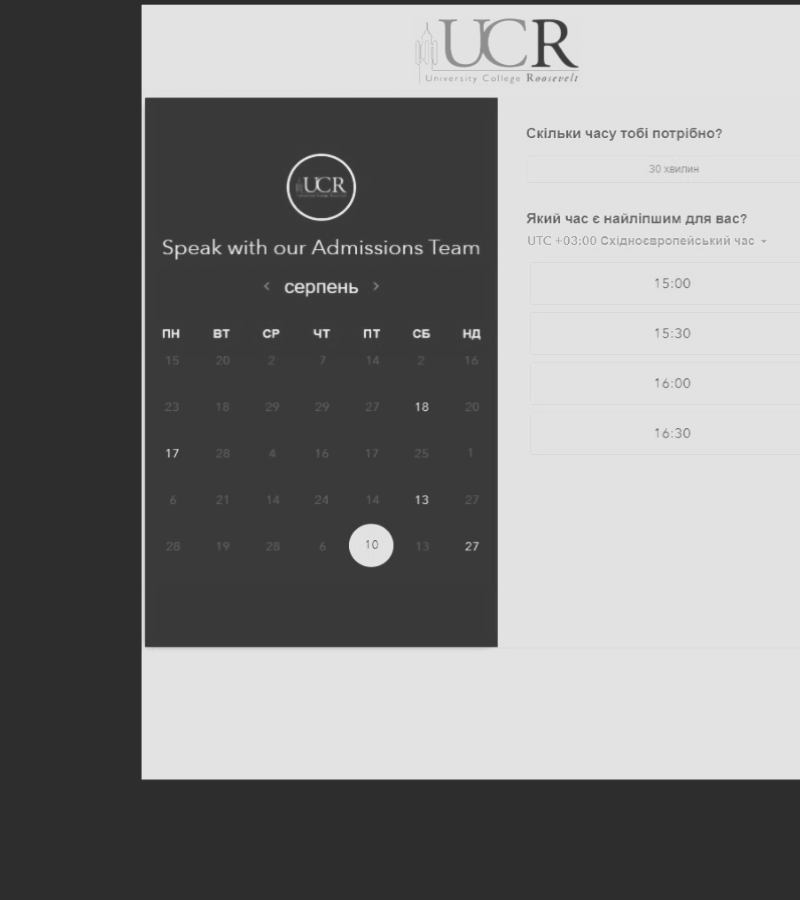 UCR
University College Roosevelt
UCR
Speak with our Admissions Team
< серпень >
ПН ВТ СР ЧТ ПТ СБ НД
15 20 2 7 14 2 16
23 18 29 29 27 18 20
17 28 4 16 17 25 1
6 21 14 24 14 13 27
28 19 28 6 10 13 27
Скільки часу тобі потрібно?
30 хвилин
Який час є найліпшим для вас?
UTC +03:00 Східноєвропейський час
15:00
15:30
16:00
16:30